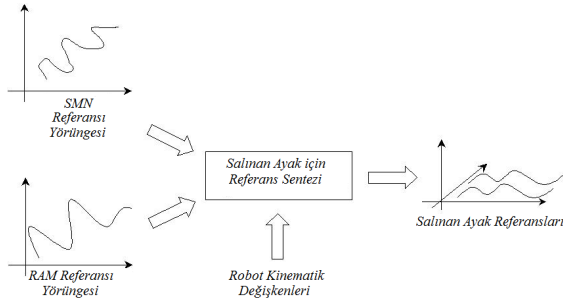 SMN
Referansı
Yörüngesi
Salınan Ayak için
Referans Sentezi
Salınan Ayak Referansları
RAM Referansı
Yörüngesi
Robot Kinematik
Değişkenleri